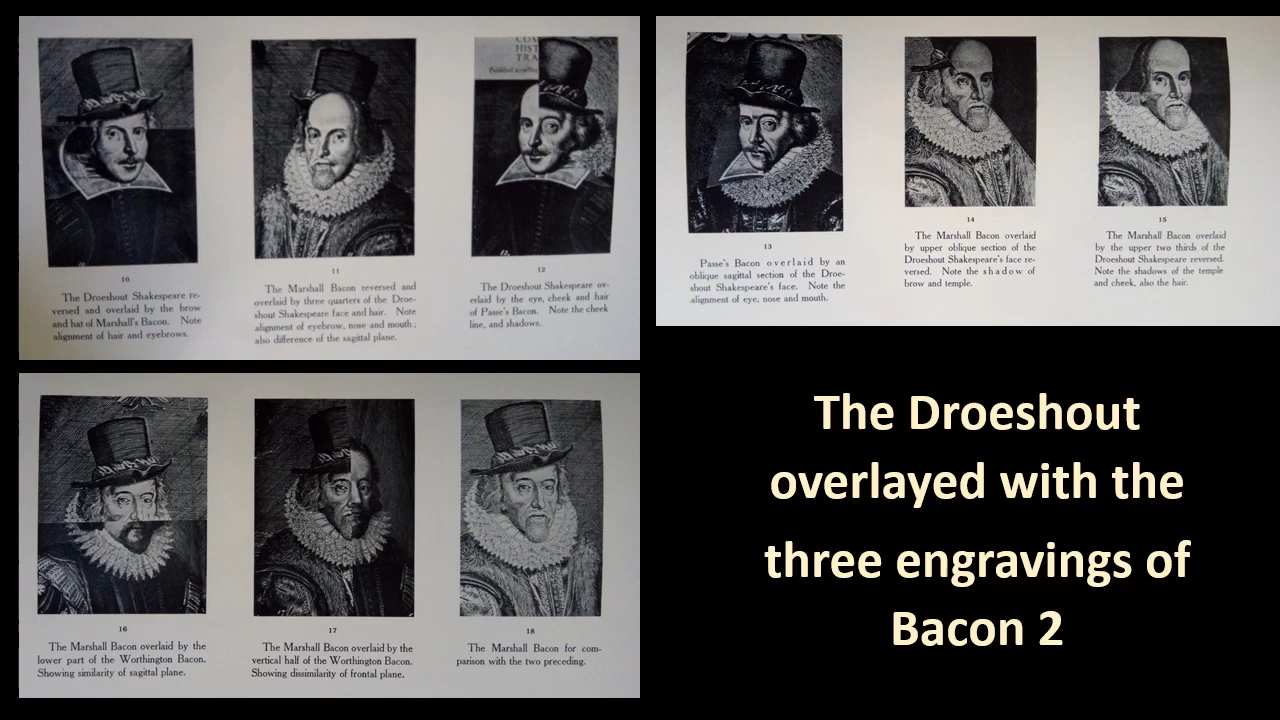 COM
HIST
TRA
10
The Droeshout Shakespeare re-
versed and overlaid by the brow
and hat of Marshall's Bacon. Note
alignment of hair and eyebrows.
11
The Marshall Bacon reversed and
overlaid by three quarters of the Droe-
shout Shakespeare face and hair. Note
alignment of eyebrow, nose and mouth;
also difference of the sagittal plane.
12
The Droeshout Shakespeare ov-
erlaid by the eye, cheek and hair
of Passe's Bacon. Note the cheek
line, and shadows.
13
Passe's Bacon overlaid by an
oblique sagittal section of the Droe-
shout Shakespeare's face. Note the
alignment of eye, nose and mouth.
14
The Marshall Bacon overlaid
by upper oblique section of the
Droeshout Shakespeare's face re-
versed. Note the shadow of
brow and temple.
15
The Marshall Bacon overlaid
by the upper two thirds of the
Droeshout Shakespeare reversed.
Note the shadows of the temple
and cheek, also the hair.
16
The Marshall Bacon overlaid by the
lower part of the Worthington Bacon.
Showing similarity of sagittal plane.
17
The Marshall Bacon overlaid by the
vertical half of the Worthington Bacon.
Showing dissimilarity of frontal plane.
18
The Marshall Bacon for com-
parison with the two preceding.
The Droeshout
overlayed with the
three engravings of
Bacon 2